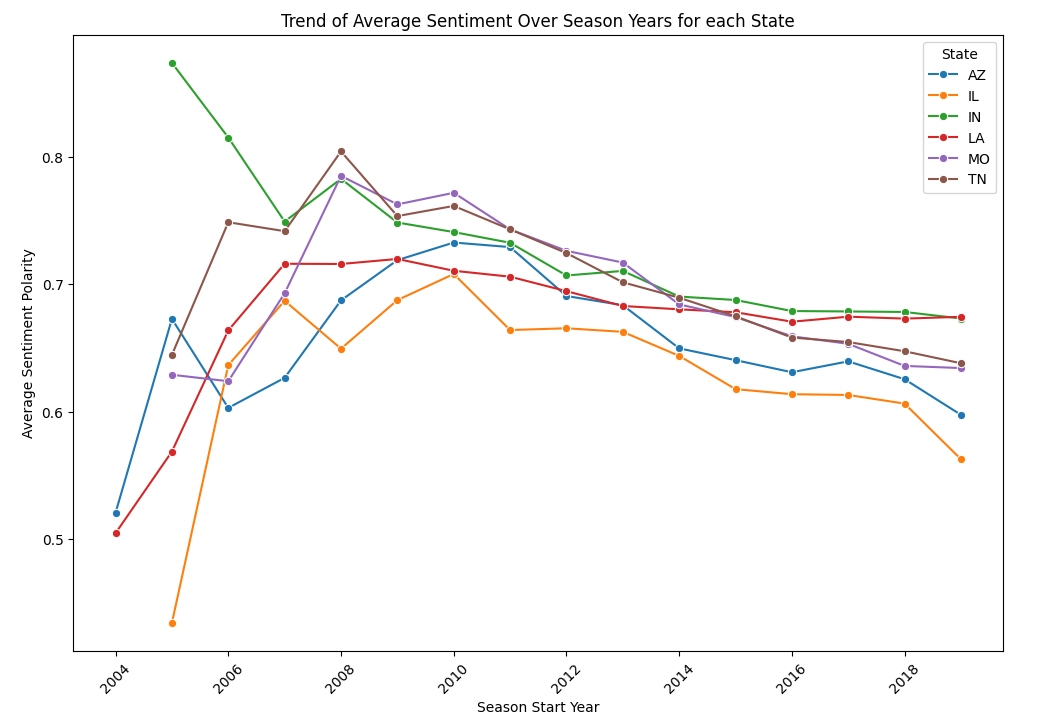 Trend of Average Sentiment Over Season Years for each State
State
AZ
IL
IN
LA
MO
TN
Average Sentiment Polarity
0.8
0.7
0.6
0.5
2004
2006
2008
2010
2012
2014
2016
2018
Season Start Year